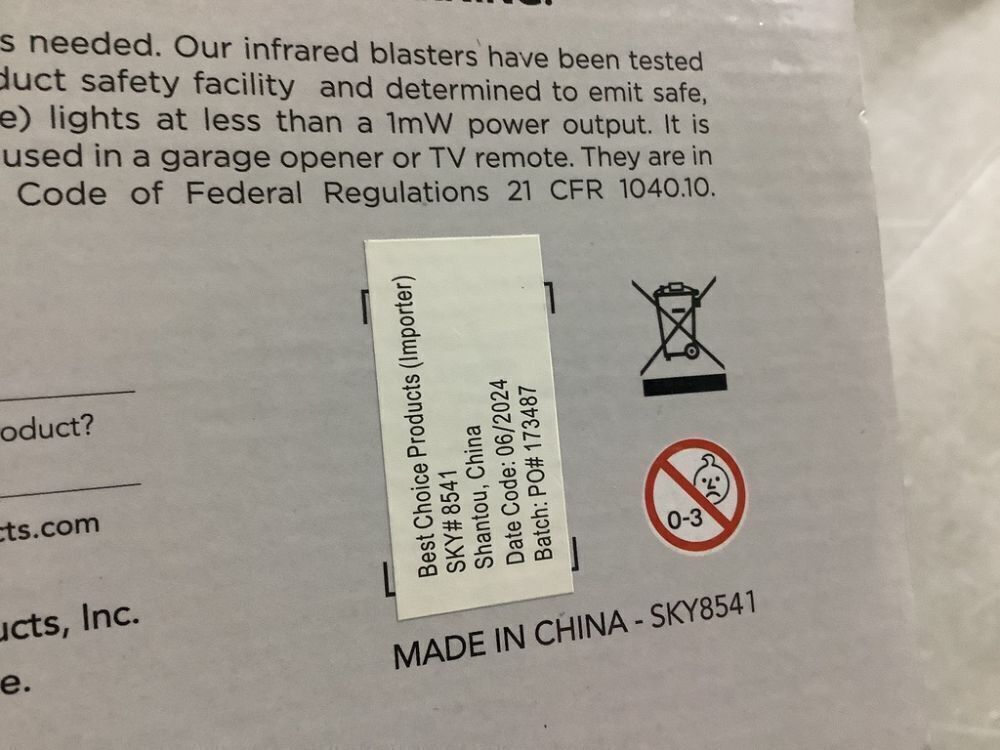 s needed. Our infrared blasters have been tested
duct safety facility and determined to emit safe,
e) lights at less than a 1mW power output. It is
used in a garage opener or TV remote. They are in
Code of Federal Regulations 21 CFR 1040.10.
Best Choice Products (Importer)
SKY# 8541
Shantou, China
Date Code: 06/2024
Batch: PO# 173487
0-3
oduct?
cts.com
ucts, Inc.
e.
MADE IN CHINA - SKY8541